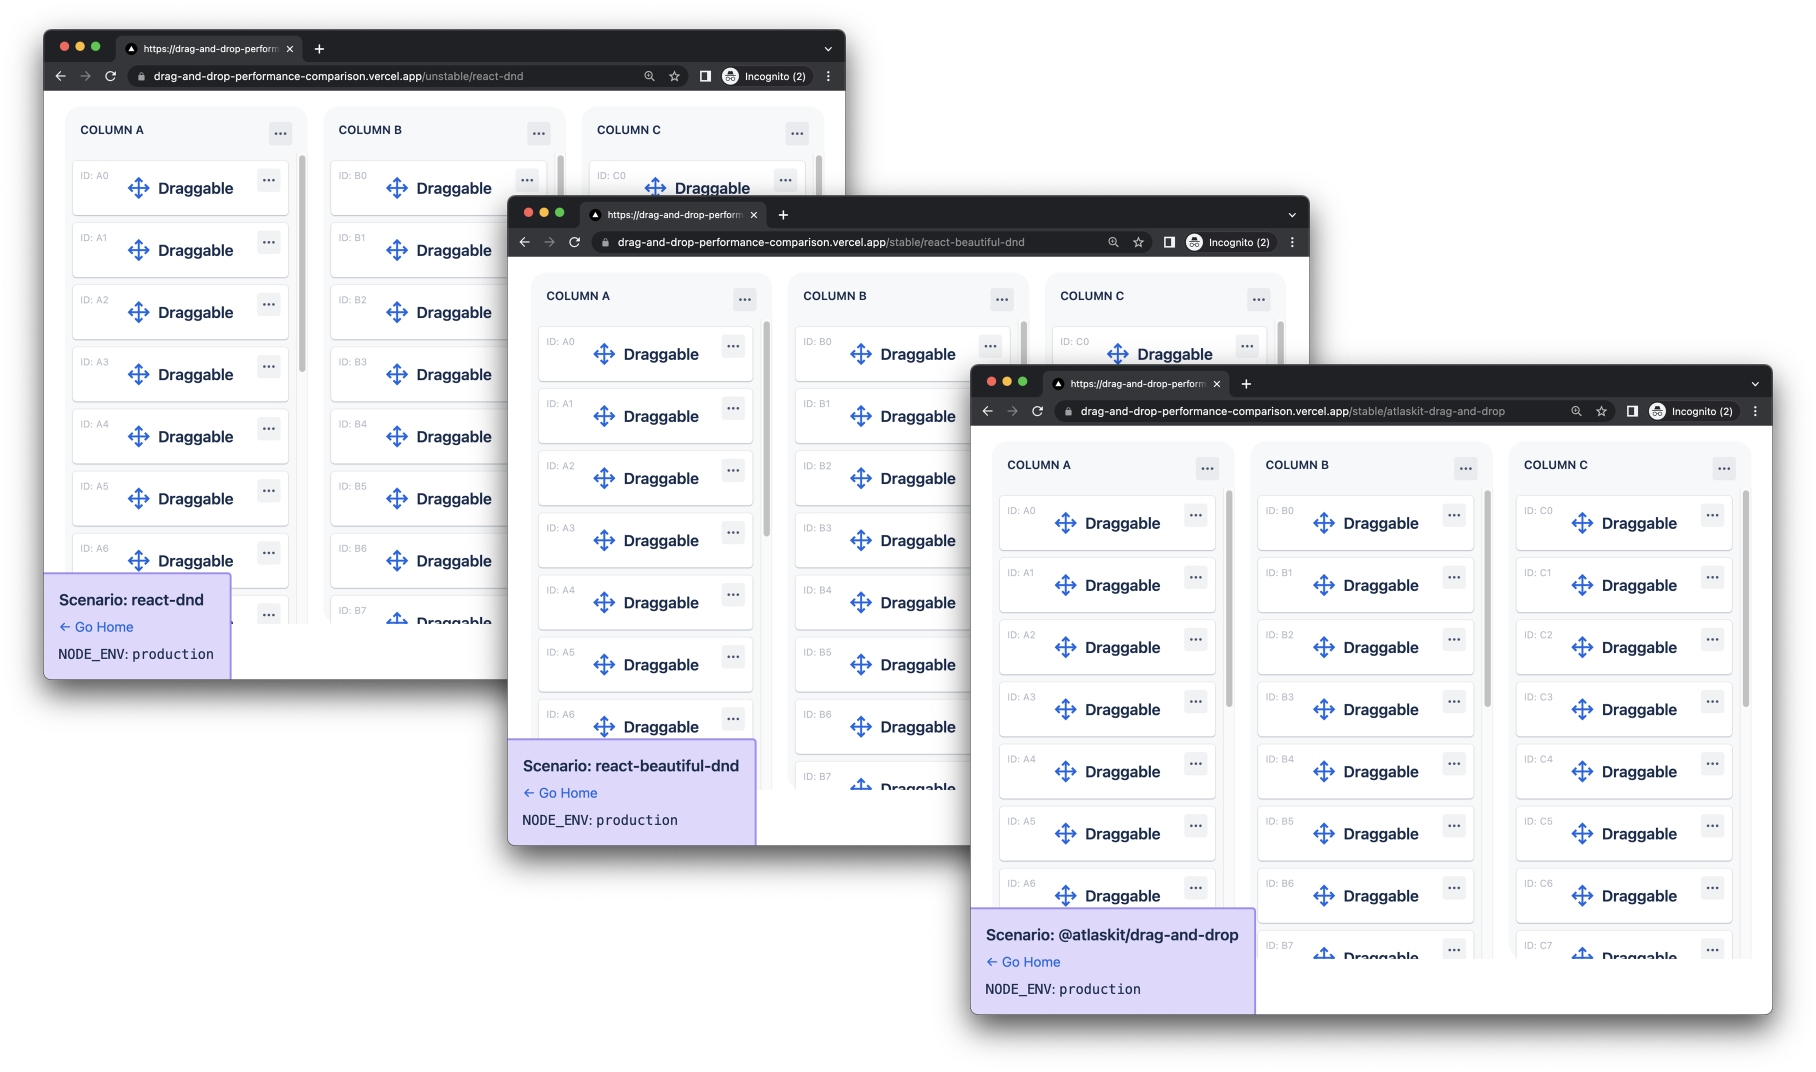 https://drag-and-drop-perform
drag-and-drop-performance-comparison.vercel.app/unstable/react-dnd
Incognito (2)
COLUMN A
COLUMN B
COLUMN C
ID: A0
Draggable
ID: B0
Draggable
ID: C0
Draggable
ID: A1
Draggable
ID: B1
Draggable
ID: A2
Draggable
ID: B2
Draggable
ID: A3
Draggable
ID: B3
Draggable
ID: A4
Draggable
ID: B4
Draggable
ID: A5
Draggable
ID: B5
Draggable
ID: A6
Draggable
ID: B6
Draggable
ID: B7
Draggable
Scenario: react-dnd
← Go Home
NODE_ENV: production
https://drag-and-drop-perform
drag-and-drop-performance-comparison.vercel.app/stable/react-beautiful-dnd
Incognito (2)
COLUMN A
COLUMN B
COLUMN C
ID: A0
Draggable
ID: B0
Draggable
ID: C0
Draggable
ID: A1
Draggable
ID: B1
Draggable
ID: A2
Draggable
ID: B2
Draggable
ID: A3
Draggable
ID: B3
Draggable
ID: A4
Draggable
ID: B4
Draggable
ID: A5
Draggable
ID: B5
Draggable
ID: A6
Draggable
ID: B6
Draggable
ID: B7
Draggable
Scenario: react-beautiful-dnd
← Go Home
NODE_ENV: production
https://drag-and-drop-perform
drag-and-drop-performance-comparison.vercel.app/stable/atlaskit-drag-and-drop
Incognito (2)
COLUMN A
COLUMN B
COLUMN C
ID: A0
Draggable
ID: B0
Draggable
ID: C0
Draggable
ID: A1
Draggable
ID: B1
Draggable
ID: C1
Draggable
ID: A2
Draggable
ID: B2
Draggable
ID: C2
Draggable
ID: A3
Draggable
ID: B3
Draggable
ID: C3
Draggable
ID: A4
Draggable
ID: B4
Draggable
ID: C4
Draggable
ID: A5
Draggable
ID: B5
Draggable
ID: C5
Draggable
ID: A6
Draggable
ID: B6
Draggable
ID: C6
Draggable
ID: B7
Draggable
ID: C7
Draggable
Scenario: @atlaskit/drag-and-drop
← Go Home
NODE_ENV: production